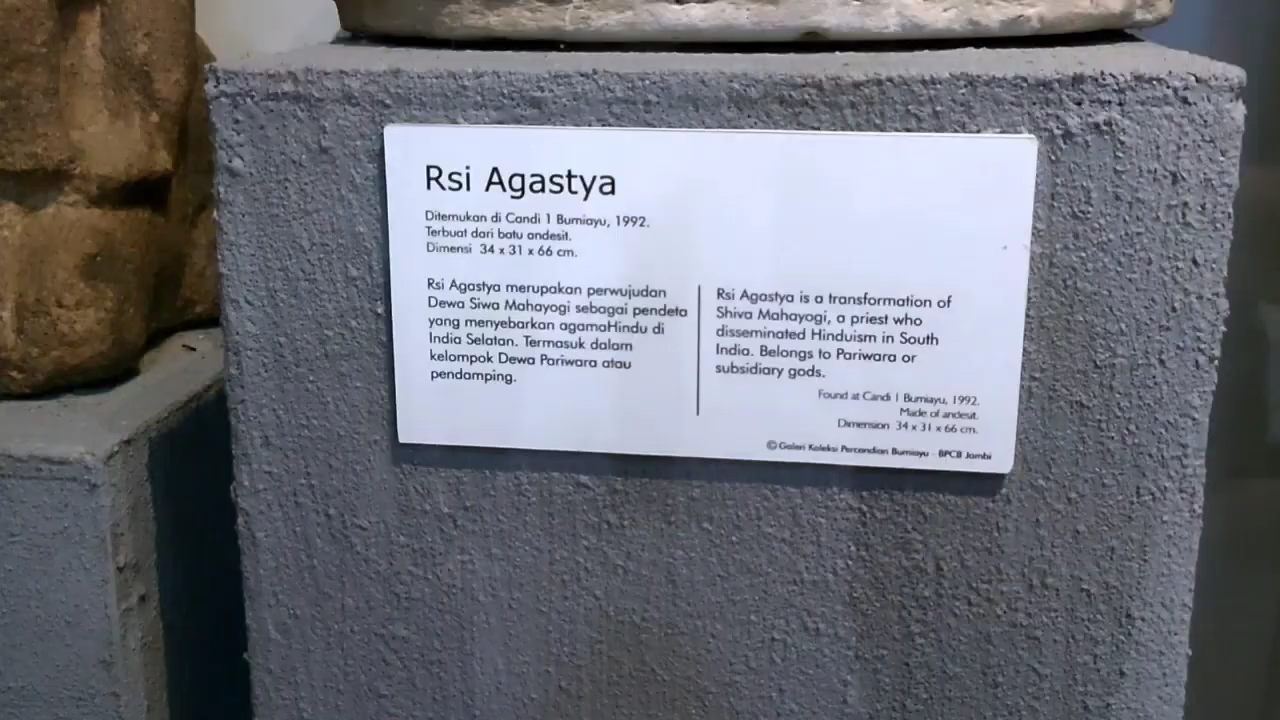 Rsi Agastya
Ditemukan di Candi 1 Bumiayu, 1992.
Terbuat dari batu andesit.
Dimensi 34 x 31 x 66 cm.
Rsi Agastya merupakan perwujudan
Dewa Siwa Mahayogi sebagai pendeta
yang menyebarkan agamaHindu di
India Selatan. Termasuk dalam
kelompok Dewa Pariwara atau
pendamping.
Rsi Agastya is a transformation of
Shiva Mahayogi, a priest who
disseminated Hinduism in South
India. Belongs to Pariwara or
subsidiary gods.
Found at Candi 1 Bumiayu, 1992.
Made of andesit.
Dimension 34 x 31 x 66 cm.
© Galeri Koleksi Percandian Bumiayu - BPCB Jambi